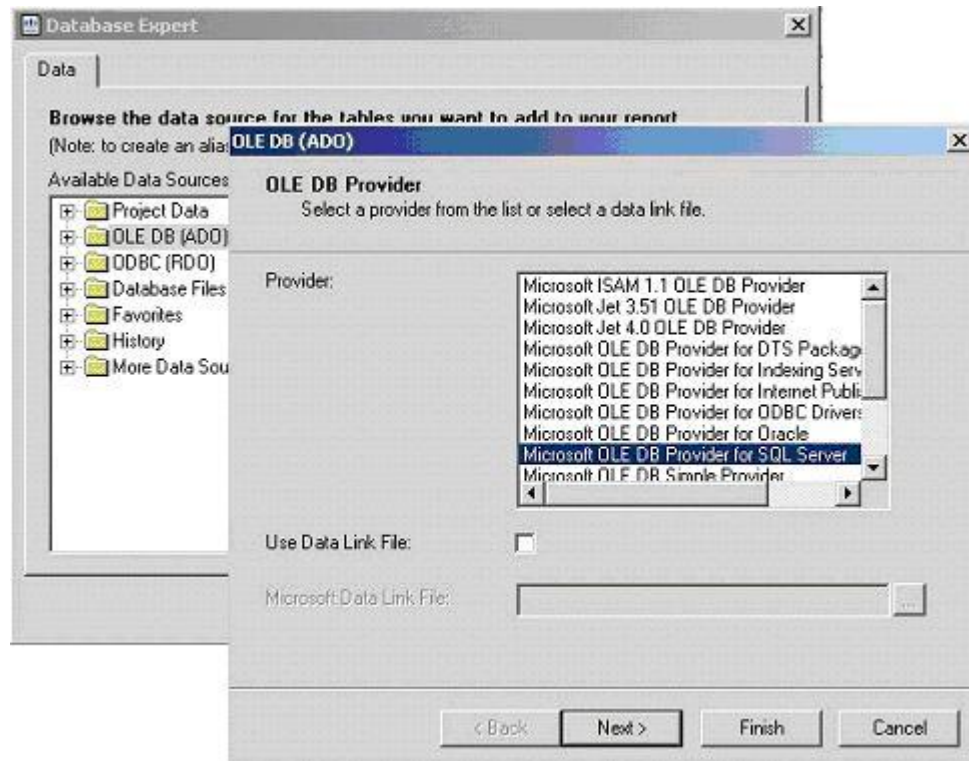 Database Expert
Data
Browse the data source for the tables you want to add to your report
(Note: to create an alia
Available Data Sources
Project Data
OLE DB (ADO)
ODBC (RDO)
Database Files
Favorites
History
More Data Sou
OLE DB (ADO)
OLE DB Provider
Select a provider from the list or select a data link file.
Provider:
Microsoft ISAM 1.1 OLE DB Provider
Microsoft Jet 3.51 OLE DB Provider
Microsoft Jet 4.0 OLE DB Provider
Microsoft OLE DB Provider for DTS Packag
Microsoft OLE DB Provider for Indexing Serv
Microsoft OLE DB Provider for Internet Publis
Microsoft OLE DB Provider for ODBC Drivers
Microsoft OLE DB Provider for Oracle
Microsoft OLE DB Provider for SQL Server
Microsoft OLE DB Simple Provider
Use Data Link File:
Microsoft Data Link File:
...
< Back
Next >
Finish
Cancel